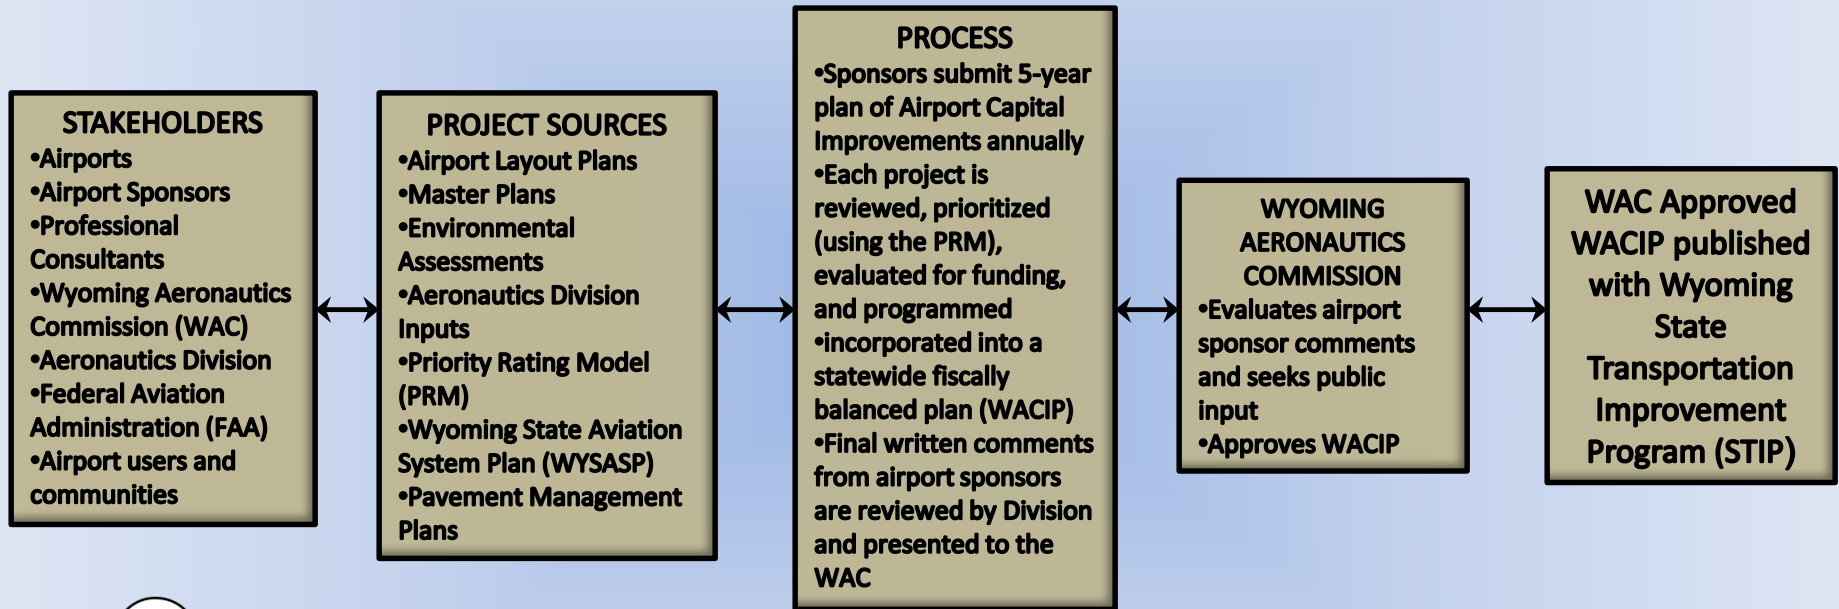 STAKEHOLDERS
•Airports
•Airport Sponsors
•Professional
Consultants
•Wyoming Aeronautics
Commission (WAC)
•Aeronautics Division
•Federal Aviation
Administration (FAA)
•Airport users and
communities
PROJECT SOURCES
•Airport Layout Plans
•Master Plans
•Environmental
Assessments
•Aeronautics Division
Inputs
•Priority Rating Model
(PRM)
•Wyoming State Aviation
System Plan (WYSASP)
•Pavement Management
Plans
PROCESS
•Sponsors submit 5-year
plan of Airport Capital
Improvements annually
•Each project is
reviewed, prioritized
(using the PRM),
evaluated for funding,
and programmed
•incorporated into a
statewide fiscally
balanced plan (WACIP)
•Final written comments
from airport sponsors
are reviewed by Division
and presented to the
WAC
WYOMING
AERONAUTICS
COMMISSION
•Evaluates airport
sponsor comments
and seeks public
input
•Approves WACIP
WAC Approved
WACIP published
with Wyoming
State
Transportation
Improvement
Program (STIP)